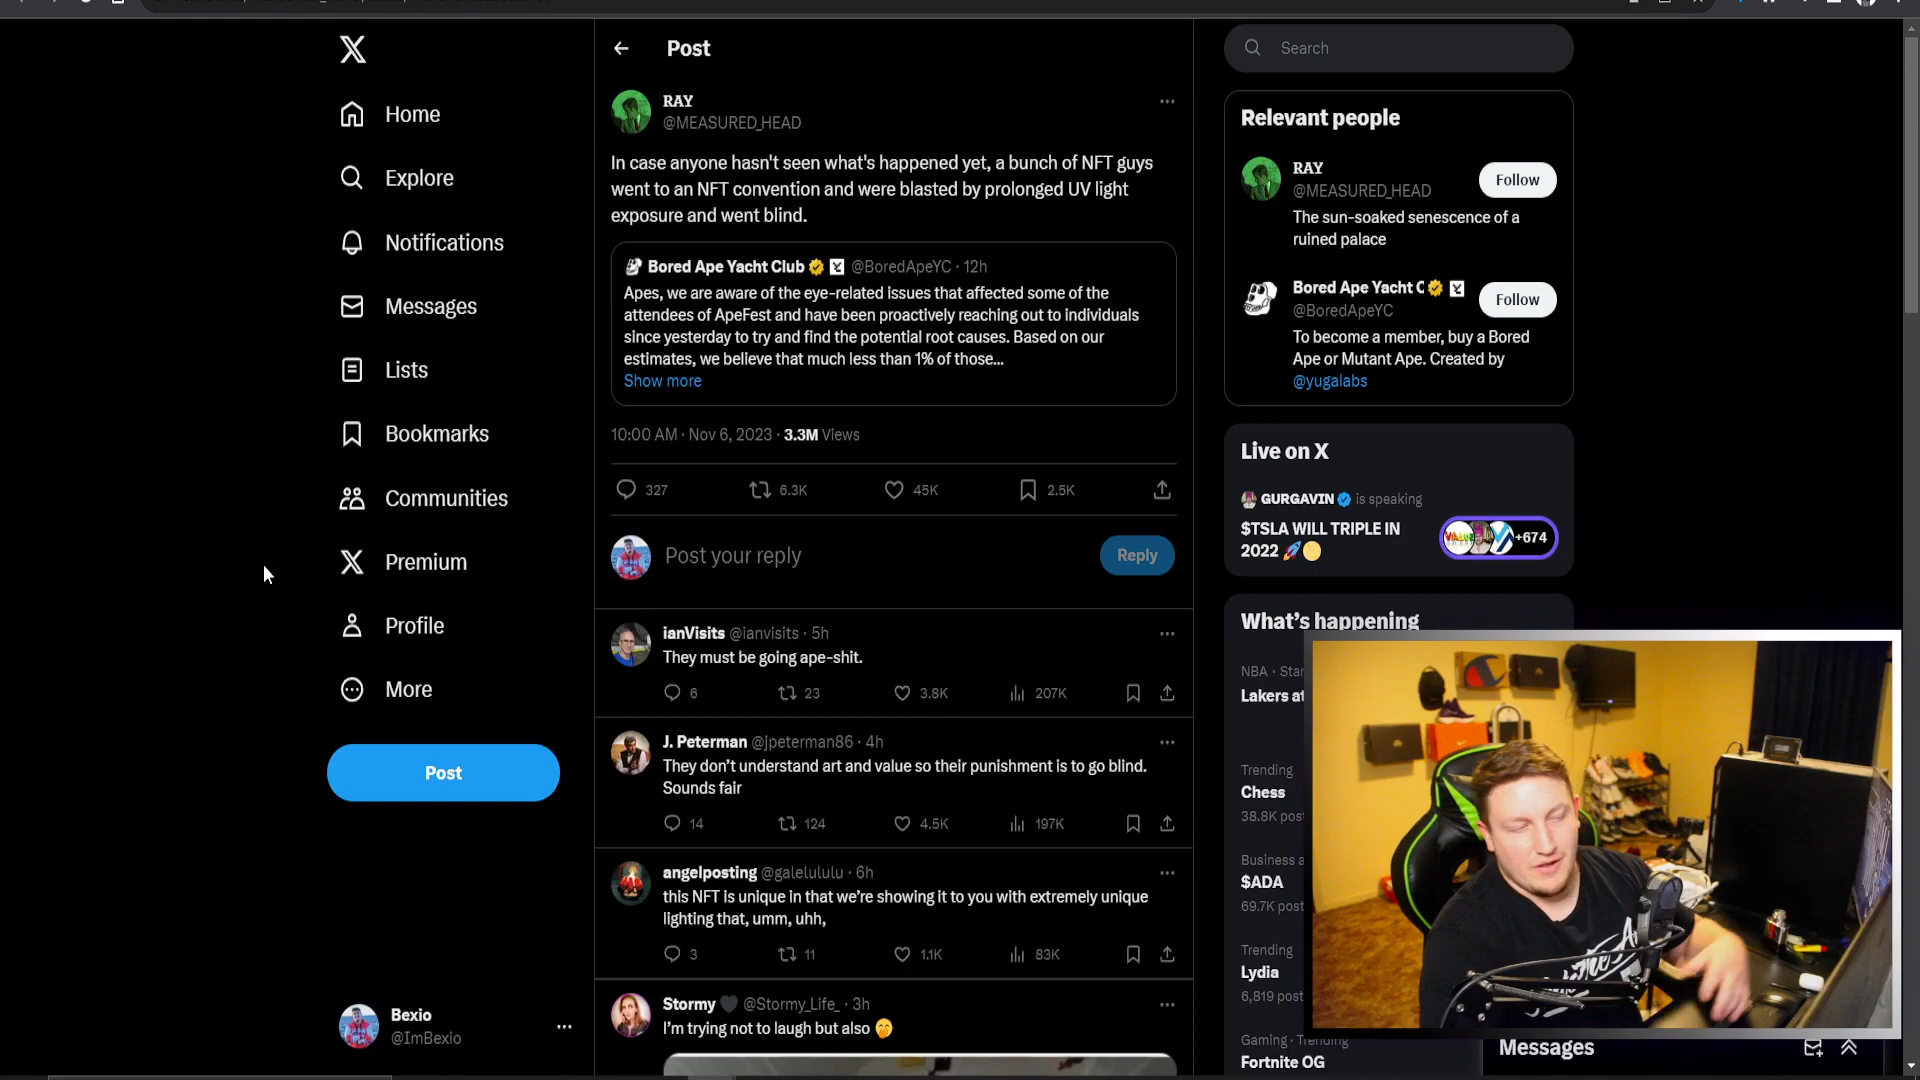 Home
Explore
Notifications
Messages
Lists
Bookmarks
Communities
Premium
Profile
More
Post
Bexio
@ImBexio
Post
RAY
@MEASURED_HEAD
In case anyone hasn't seen what's happened yet, a bunch of NFT guys
went to an NFT convention and were blasted by prolonged UV light
exposure and went blind.
Bored Ape Yacht Club @BoredApeYC · 12h
Apes, we are aware of the eye-related issues that affected some of the
attendees of ApeFest and have been proactively reaching out to individuals
since yesterday to try and find the potential root causes. Based on our
estimates, we believe that much less than 1% of those...
Show more
10:00 AM · Nov 6, 2023 · 3.3M Views
327 6.3K 45K 2.5K
Post your reply
Reply
ianVisits @ianvisits · 5h
They must be going ape-shit.
6 23 3.8K 207K
J. Peterman @jpeterman86 · 4h
They don't understand art and value so their punishment is to go blind.
Sounds fair
14 124 4.5K 197K
angelposting @galelululu · 6h
this NFT is unique in that we're showing it to you with extremely unique
lighting that, umm, uhh,
3 11 1.1K 83K
Stormy 🖤 @Stormy_Life_ · 3h
I'm trying not to laugh but also 🤭
Search
Relevant people
RAY
@MEASURED_HEAD
Follow
The sun-soaked senescence of a
ruined palace
Bored Ape Yacht C
@BoredApeYC
Follow
To become a member, buy a Bored
Ape or Mutant Ape. Created by
@yugalabs
Live on X
GURGAVIN is speaking
$TSLA WILL TRIPLE IN
2022 🚀🌕
+674
What's happening
NBA · Star
Lakers at
Trending
Chess
38.8K post
Business a
$ADA
69.7K post
Trending
Lydia
6,819 post
Gaming · Trending
Fortnite OG
Messages